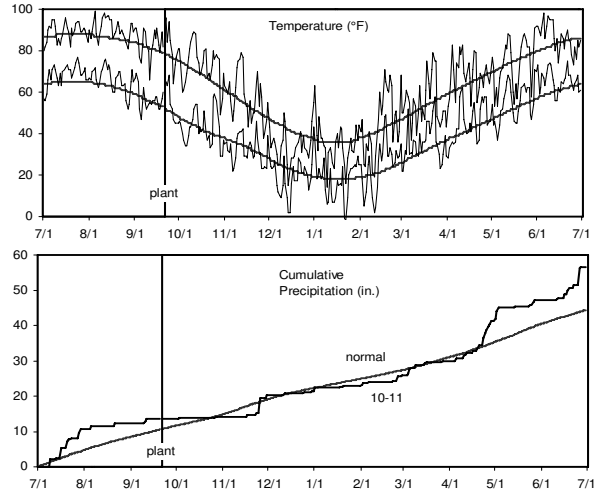 Temperature (°F)
100
80
60
40
20
0
plant
7/1 8/1 9/1 10/1 11/1 12/1 1/1 2/1 3/1 4/1 5/1 6/1 7/1
Cumulative
Precipitation (in.)
60
50
40
30
20
10
0
normal
10-11
plant
7/1 8/1 9/1 10/1 11/1 12/1 1/1 2/1 3/1 4/1 5/1 6/1 7/1